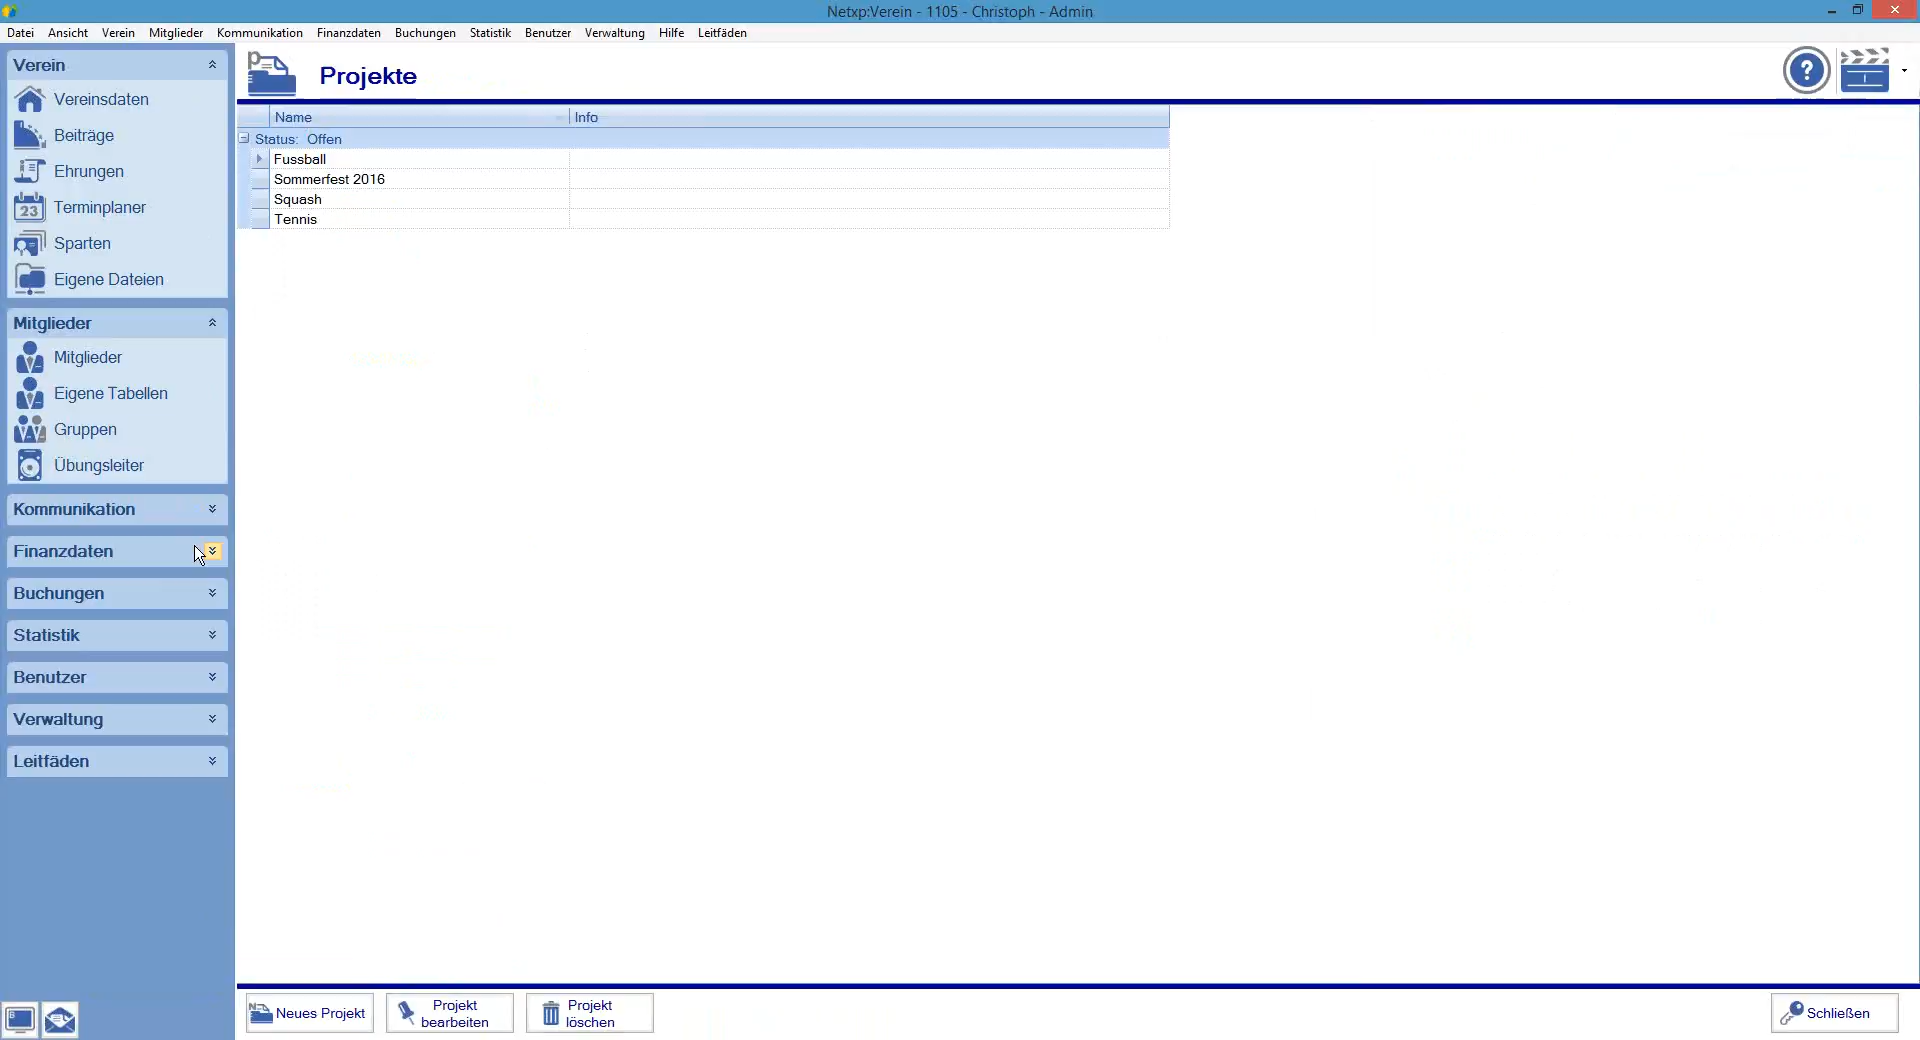 Netxp:Verein - 1105 - Christoph - Admin
Datei Ansicht Verein Mitglieder Kommunikation Finanzdaten Buchungen Statistik Benutzer Verwaltung Hilfe Leitfäden
Verein
Vereinsdaten
Beiträge
Ehrungen
23
Terminplaner
Sparten
Eigene Dateien
Mitglieder
Mitglieder
Eigene Tabellen
Gruppen
Übungsleiter
Kommunikation
Finanzdaten
Buchungen
Statistik
Benutzer
Verwaltung
Leitfäden
Projekte
?
Name Info
Status: Offen
Fussball
Sommerfest 2016
Squash
Tennis
Neues Projekt
Projekt
bearbeiten
Projekt
löschen
Schließen